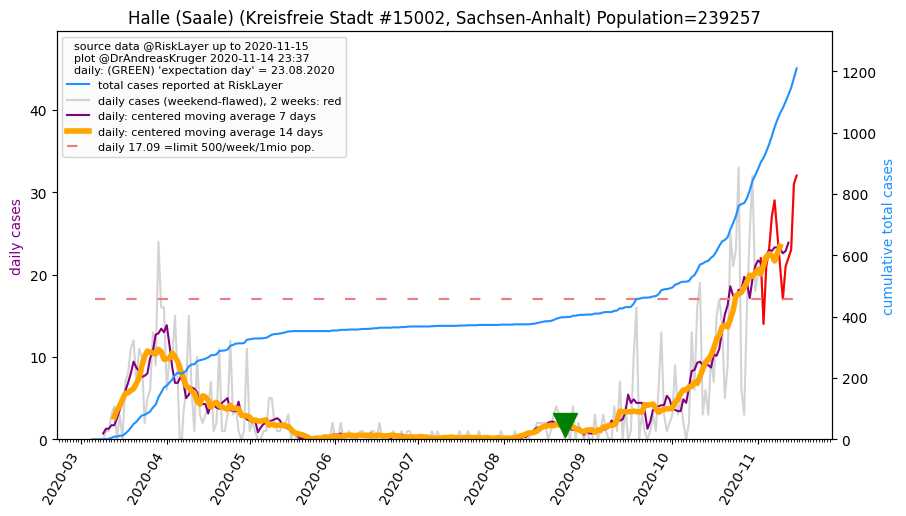 Halle (Saale) (Kreisfreie Stadt #15002, Sachsen-Anhalt) Population=239257
source data @RiskLayer up to 2020-11-15
plot @DrAndreasKruger 2020-11-14 23:37
daily: (GREEN) 'expectation day' = 23.08.2020
total cases reported at RiskLayer
daily cases (weekend-flawed), 2 weeks: red
daily: centered moving average 7 days
daily: centered moving average 14 days
daily 17.09 =limit 500/week/1mio pop.
daily cases
40
30
20
10
0
cumulative total cases
1200
1000
800
600
400
200
0
2020-03
2020-04
2020-05
2020-06
2020-07
2020-08
2020-09
2020-10
2020-11